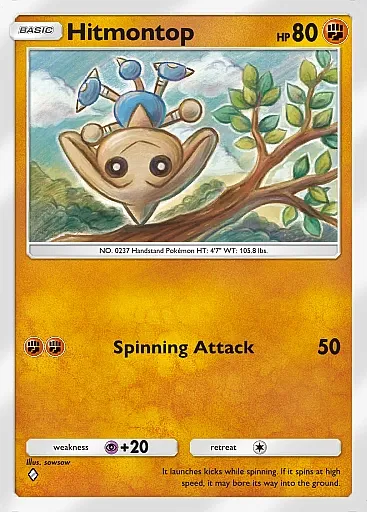 BASIC Hitmontop HP 80
NO. 0237 Handstand Pokémon HT: 4'7" WT: 105.8 lbs.
Spinning Attack 50
weakness +20 retreat
Illus. sowsow
It launches kicks while spinning. If it spins at high
speed, it may bore its way into the ground.